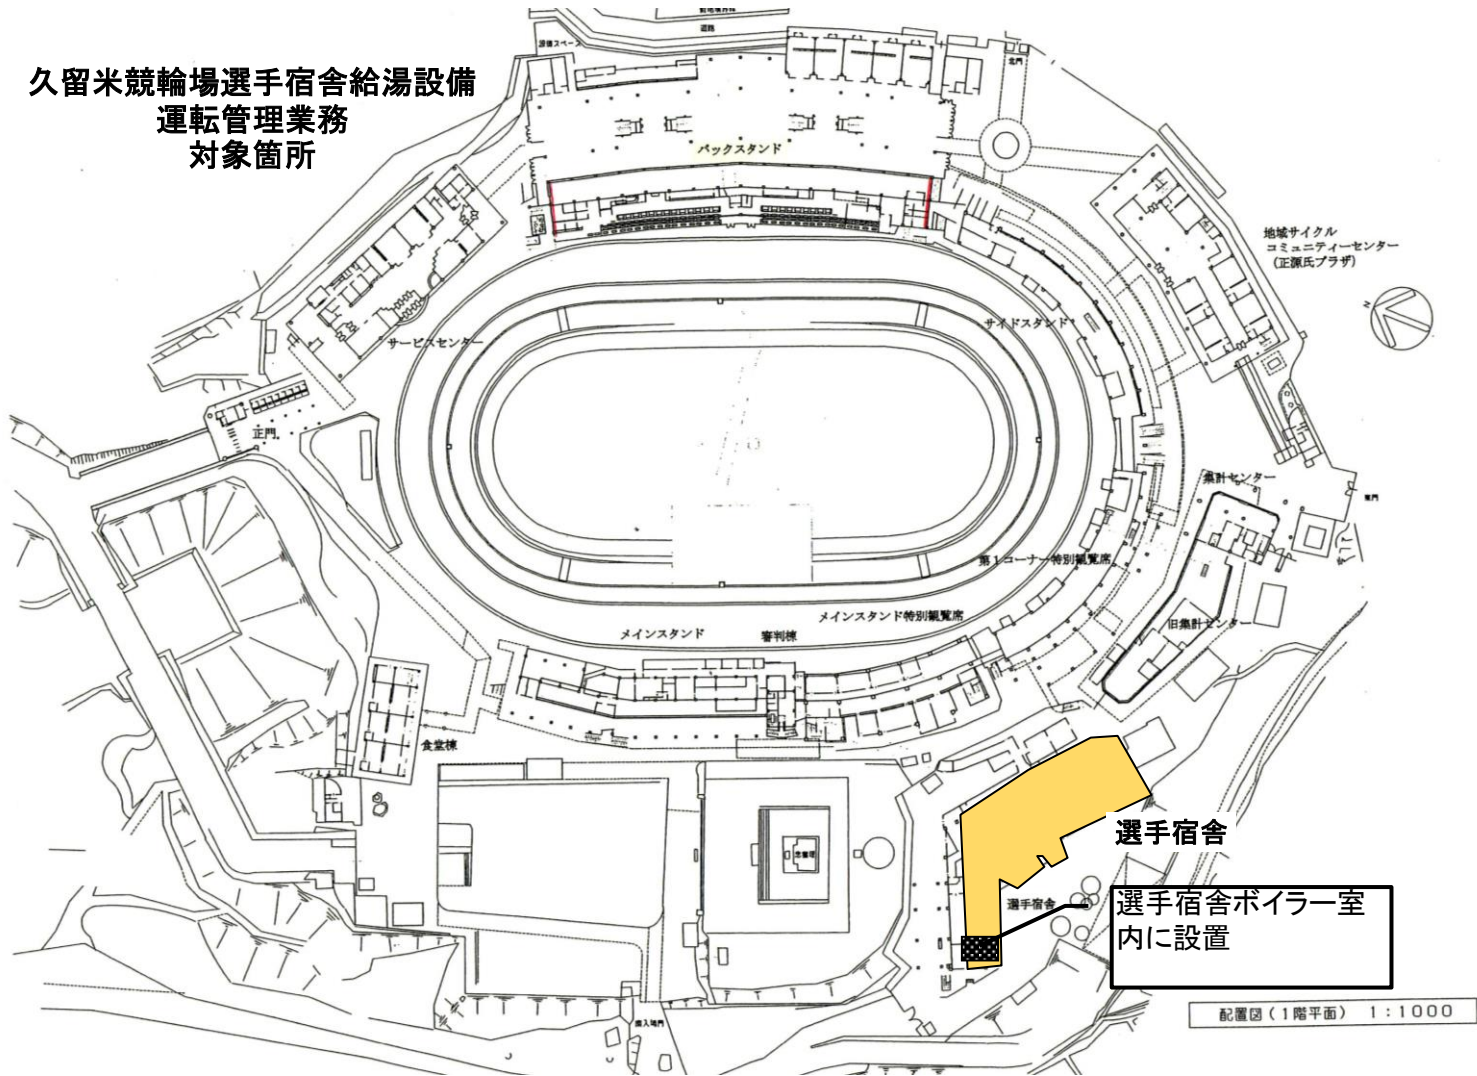 久留米競輪場選手宿舎給湯設備
運転管理業務
対象箇所
道路
北門
バックスタンド
地域サイクル
コミュニティーセンター
(正源氏プラザ)
N
サイドスタンド
サービスセンター
正門
集計センター
東門
第1コーナー特別観覧席
メインスタンド特別観覧席
メインスタンド
審判棟
旧集計センター
食堂棟
選手宿舎
選手宿舎
選手宿舎ボイラー室
内に設置
配置図(1階平面) 1:1000